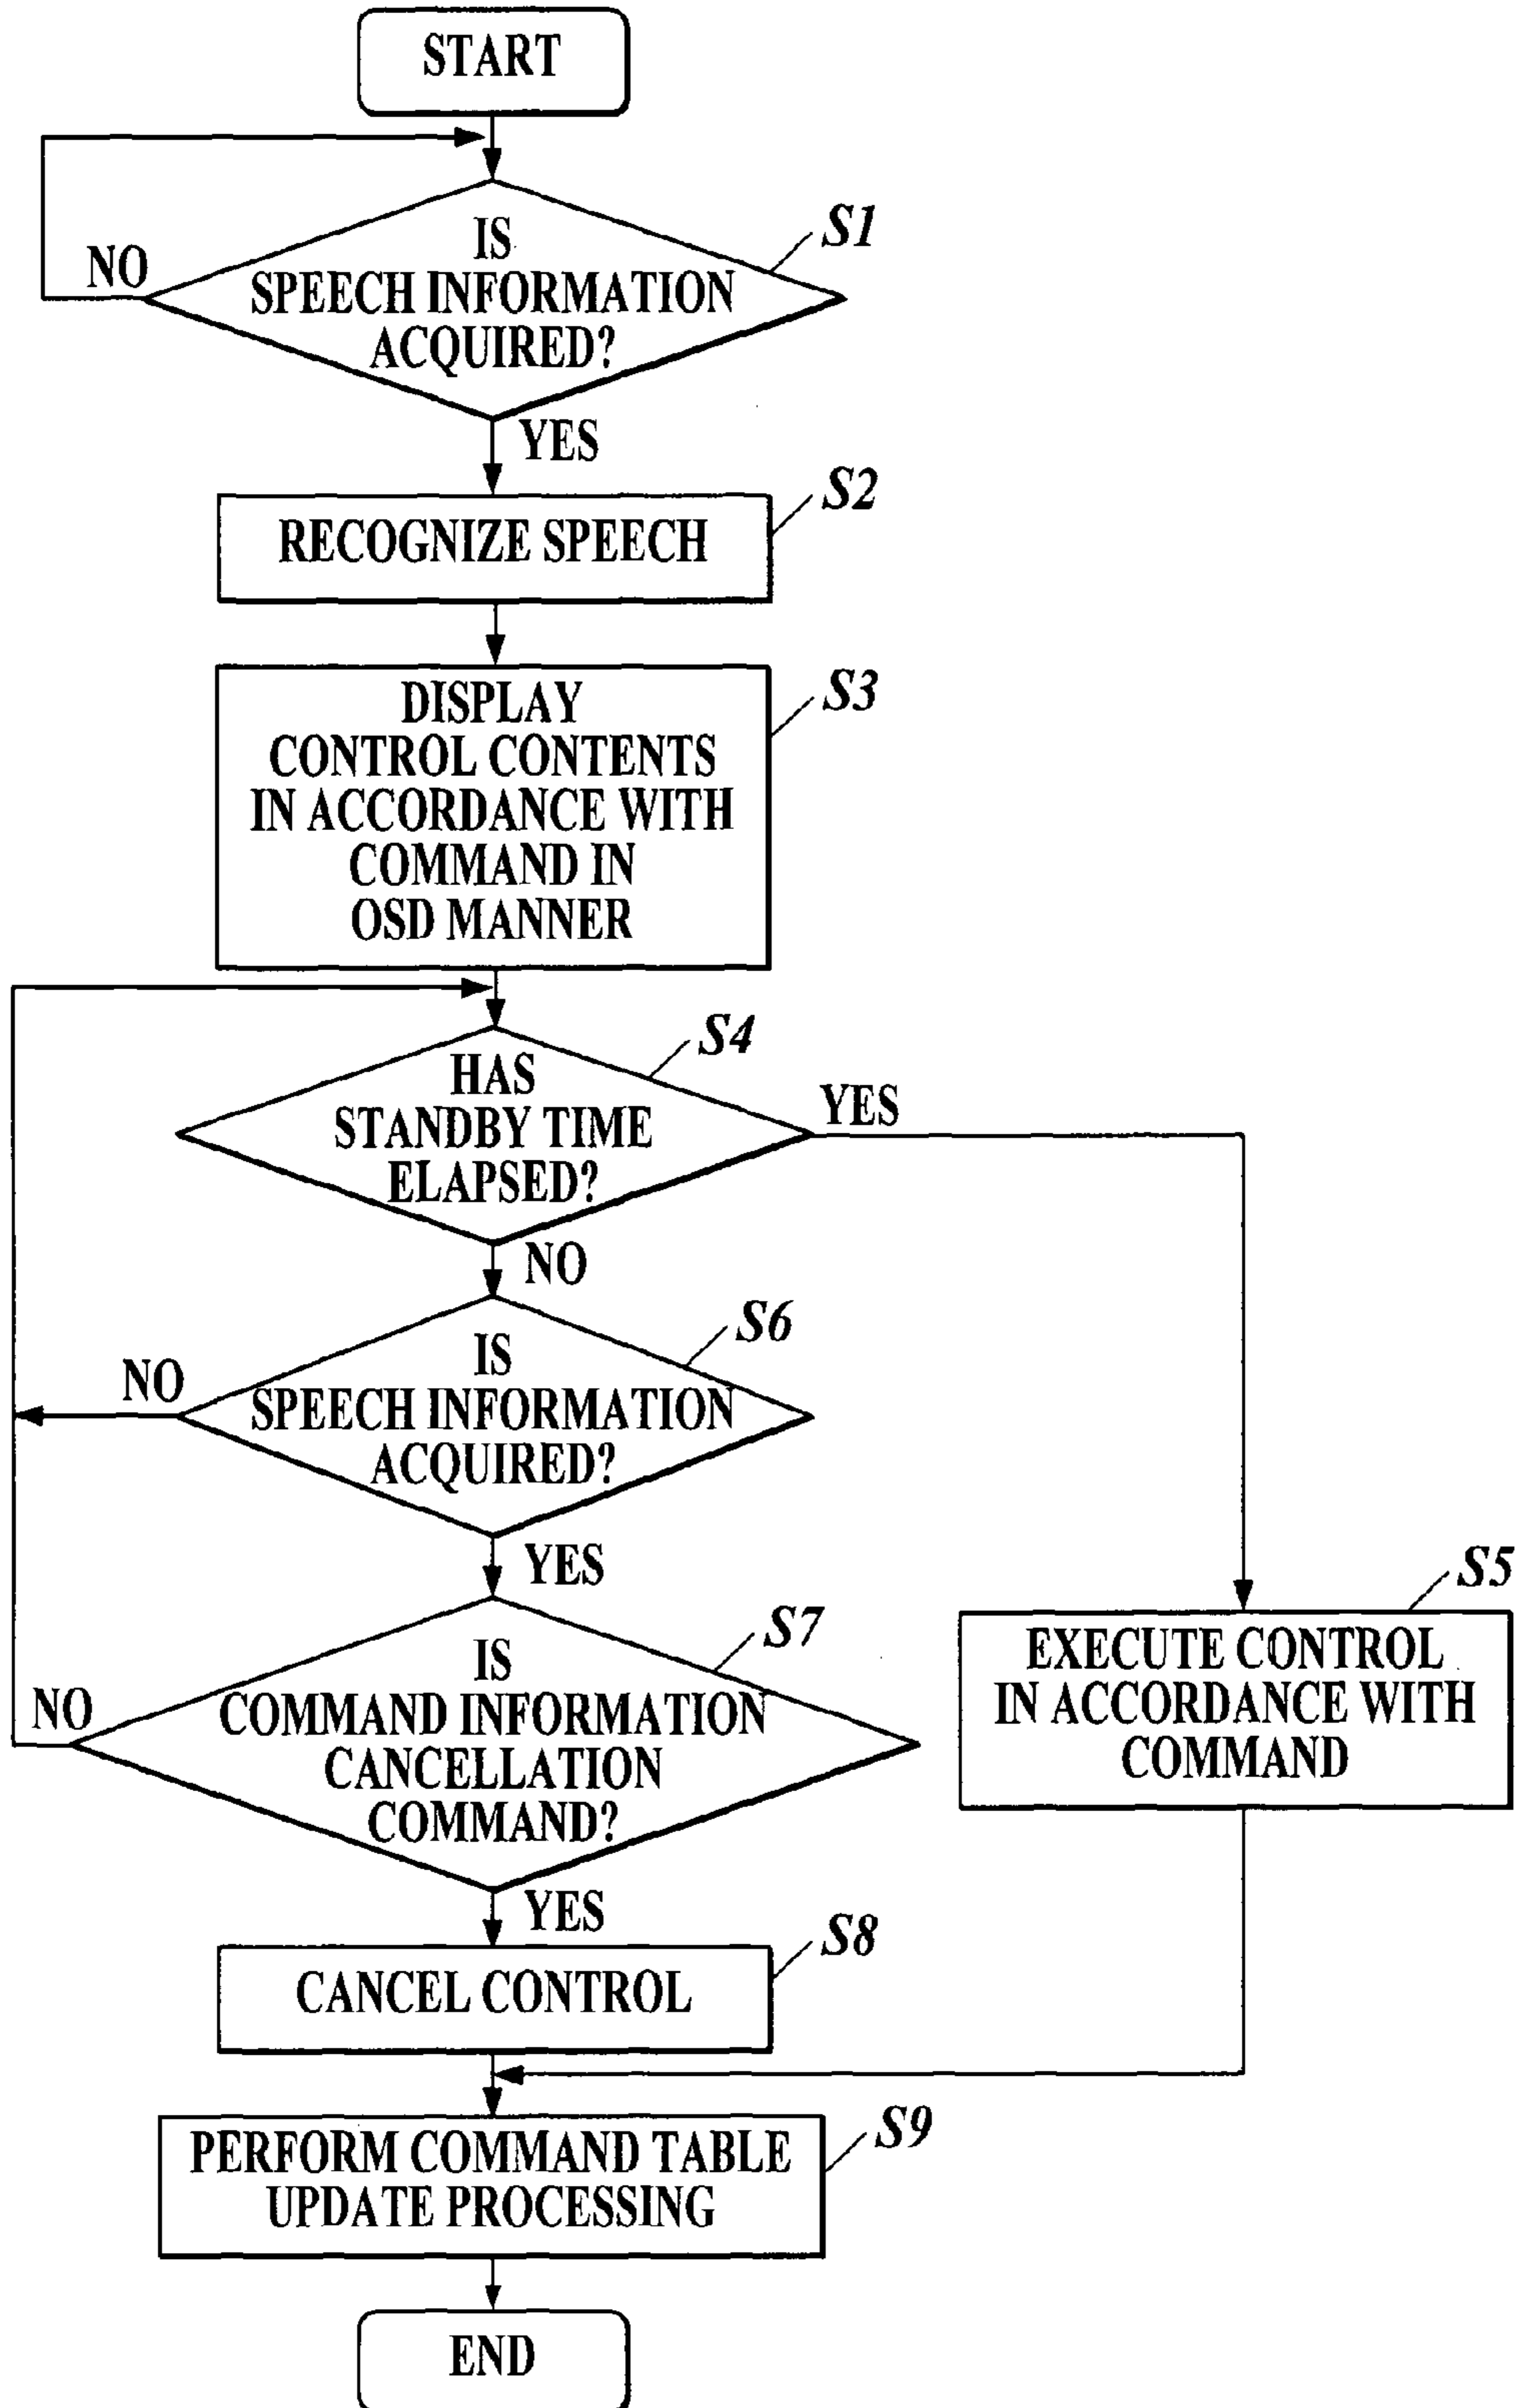 START
IS
SPEECH INFORMATION
ACQUIRED?
S1
NO
YES
RECOGNIZE SPEECH
S2
DISPLAY
CONTROL CONTENTS
IN ACCORDANCE WITH
COMMAND IN
OSD MANNER
S3
HAS
STANDBY TIME
ELAPSED?
S4
YES
NO
IS
SPEECH INFORMATION
ACQUIRED?
S6
NO
YES
IS
COMMAND INFORMATION
CANCELLATION
COMMAND?
S7
NO
YES
EXECUTE CONTROL
IN ACCORDANCE WITH
COMMAND
S5
CANCEL CONTROL
S8
PERFORM COMMAND TABLE
UPDATE PROCESSING
S9
END